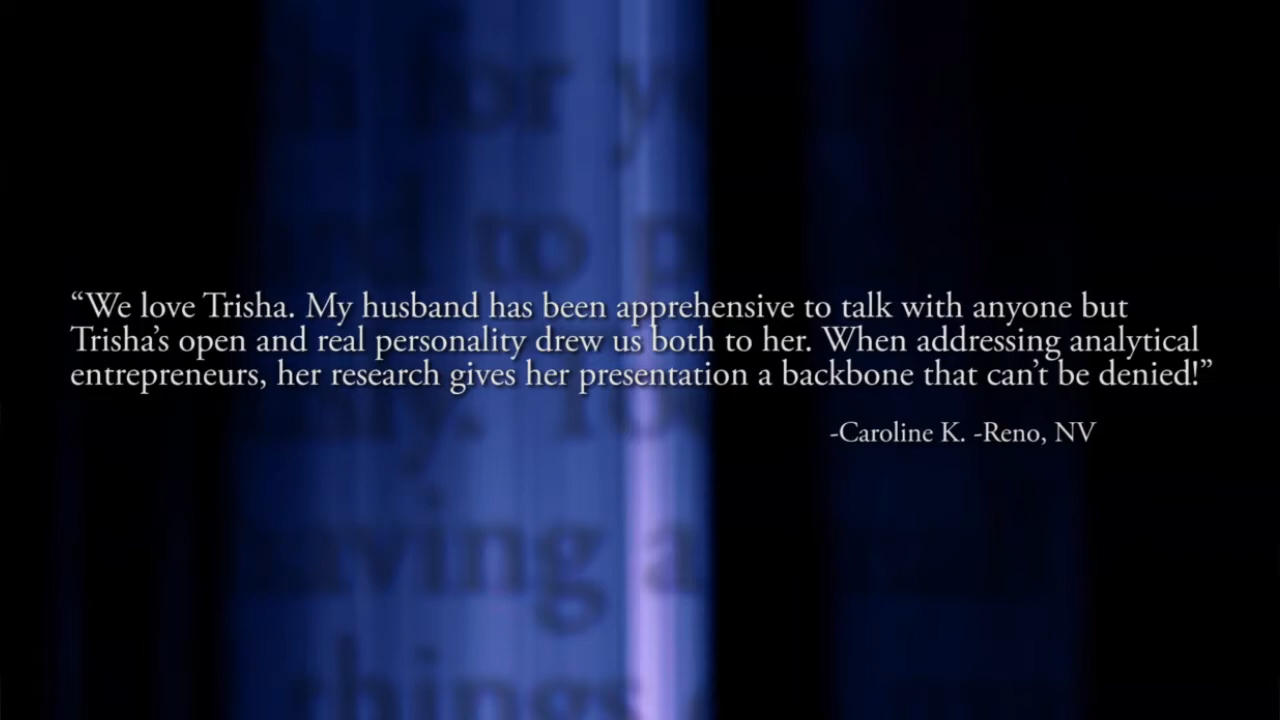 “We love Trisha. My husband has been apprehensive to talk with anyone but
Trisha’s open and real personality drew us both to her. When addressing analytical
entrepreneurs, her research gives her presentation a backbone that can’t be denied!”
-Caroline K. -Reno, NV